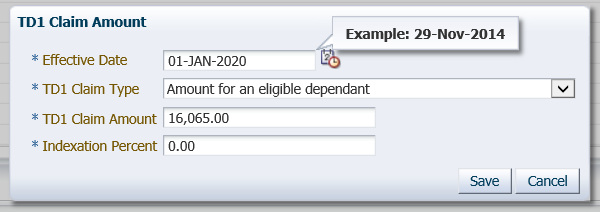 TD1 Claim Amount
Example: 29-Nov-2014
* Effective Date 01-JAN-2020
* TD1 Claim Type Amount for an eligible dependant
* TD1 Claim Amount 16,065.00
* Indexation Percent 0.00
Save Cancel